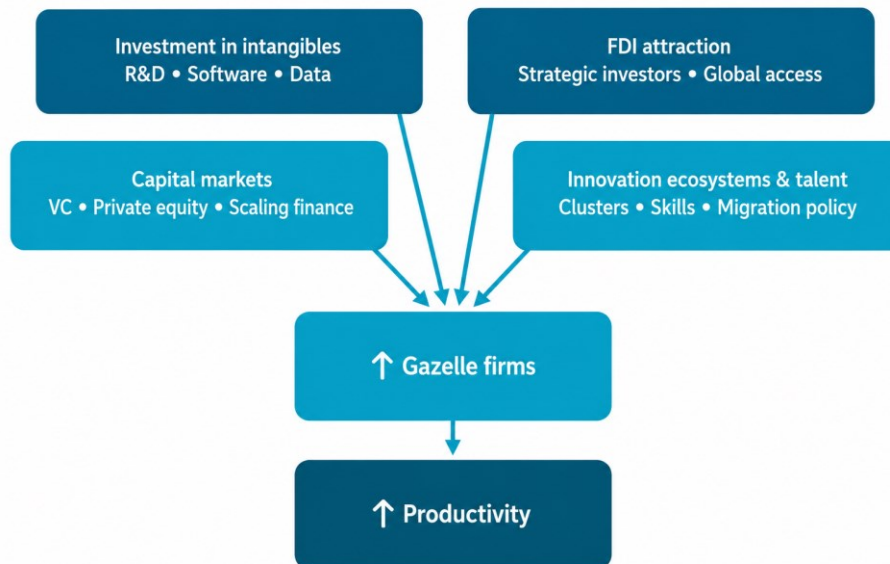 Investment in intangibles
R&D • Software • Data
FDI attraction
Strategic investors • Global access
Capital markets
VC • Private equity • Scaling finance
Innovation ecosystems & talent
Clusters • Skills • Migration policy
↑ Gazelle firms
↑ Productivity